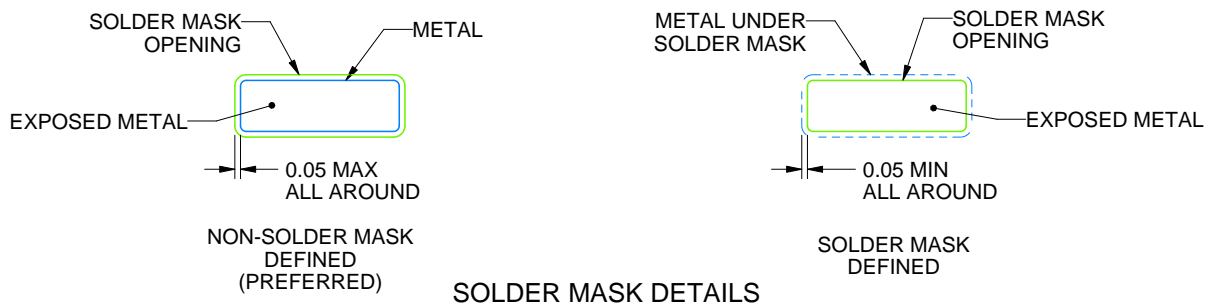 SOLDER MASK
OPENING
METAL
EXPOSED METAL
0.05 MAX
ALL AROUND
NON-SOLDER MASK
DEFINED
(PREFERRED)
METAL UNDER
SOLDER MASK
SOLDER MASK
OPENING
EXPOSED METAL
0.05 MIN
ALL AROUND
SOLDER MASK
DEFINED
SOLDER MASK DETAILS